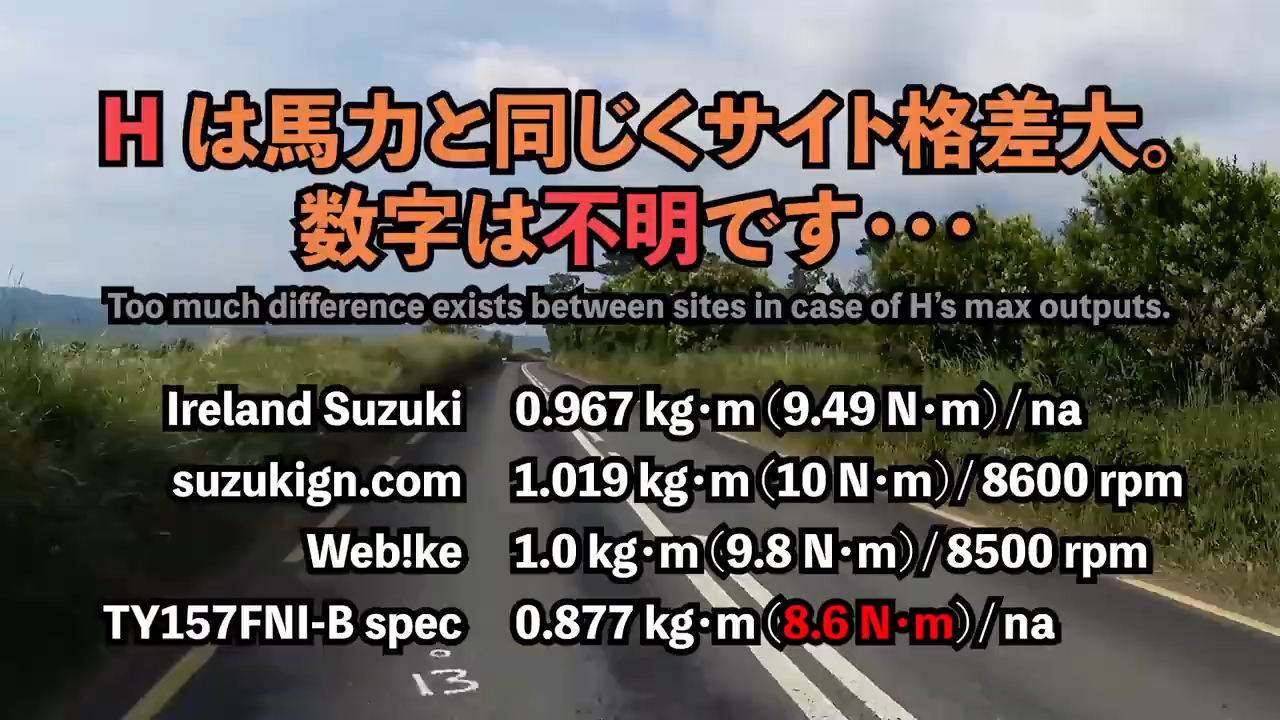 H は馬力と同じくサイト格差大。
数字は不明です・・・
Too much difference exists between sites in case of H’s max outputs.
Ireland Suzuki 0.967 kg・m（9.49 N・m）/ na
suzukign.com 1.019 kg・m（10 N・m）/ 8600 rpm
Web!ke 1.0 kg・m（9.8 N・m）/ 8500 rpm
TY157FNI-B spec 0.877 kg・m（8.6 N・m）/ na
13